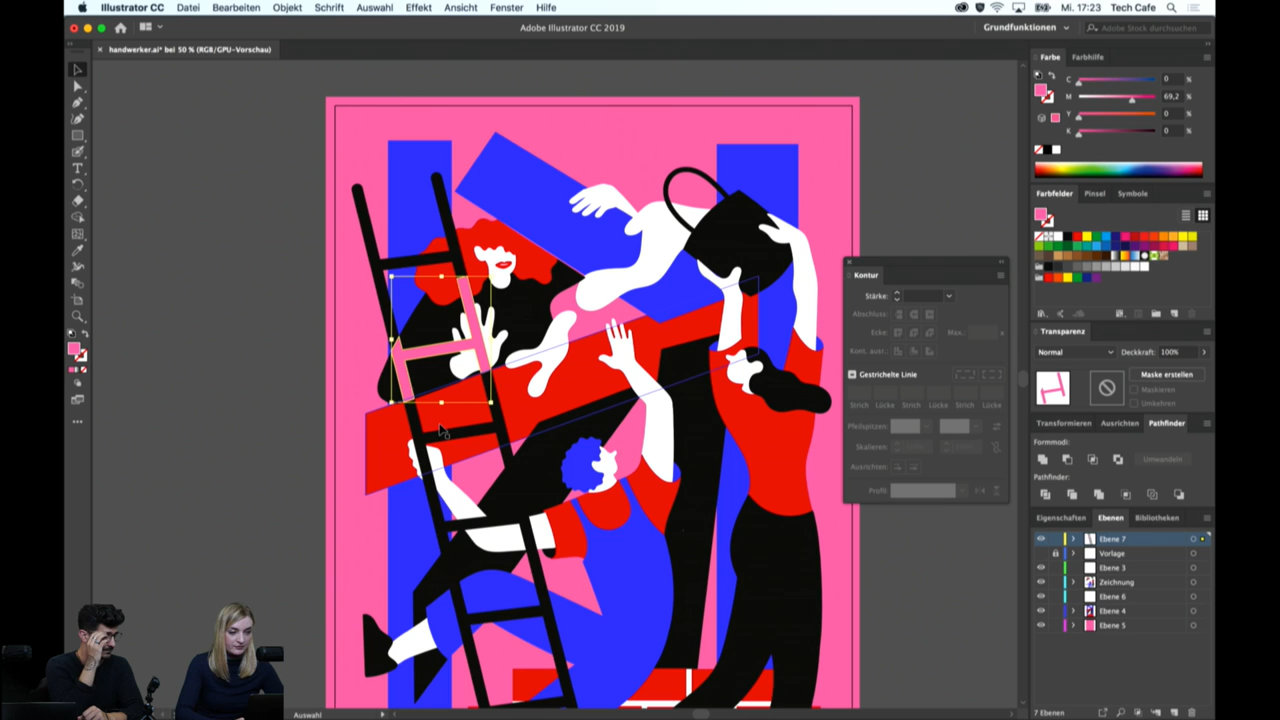 Illustrator CC Datei Bearbeiten Objekt Schrift Auswahl Effekt Ansicht Fenster Hilfe Mi. 17:23 Tech Cafe
Adobe Illustrator CC 2019
Grundfunktionen
Adobe Stock durchsuchen
× handwerker.ai* bei 50 % (RGB/GPU-Vorschau)
Farbe Farbhilfe
C 0 %
M 69,2 %
Y 0 %
K 0 %
Farbfelder Pinsel Symbole
Kontur
Stärke:
Abschluss:
Ecke: Max.:
Kont. ausr.:
Gestrichelte Linie
Strich Lücke Strich Lücke Strich Lücke
Pfeilspitzen:
Skalieren:
Ausrichten:
Profil:
Transparenz
Normal Deckkraft: 100%
Maske erstellen
Maskieren
Umkehren
Transformieren Ausrichten Pathfinder
Formmodi:
Umwandeln
Pathfinder:
Eigenschaften Ebenen Bibliotheken
Ebene 7
Vorlage
Ebene 3
Zeichnung
Ebene 6
Ebene 4
Ebene 5
7 Ebenen
Auswahl